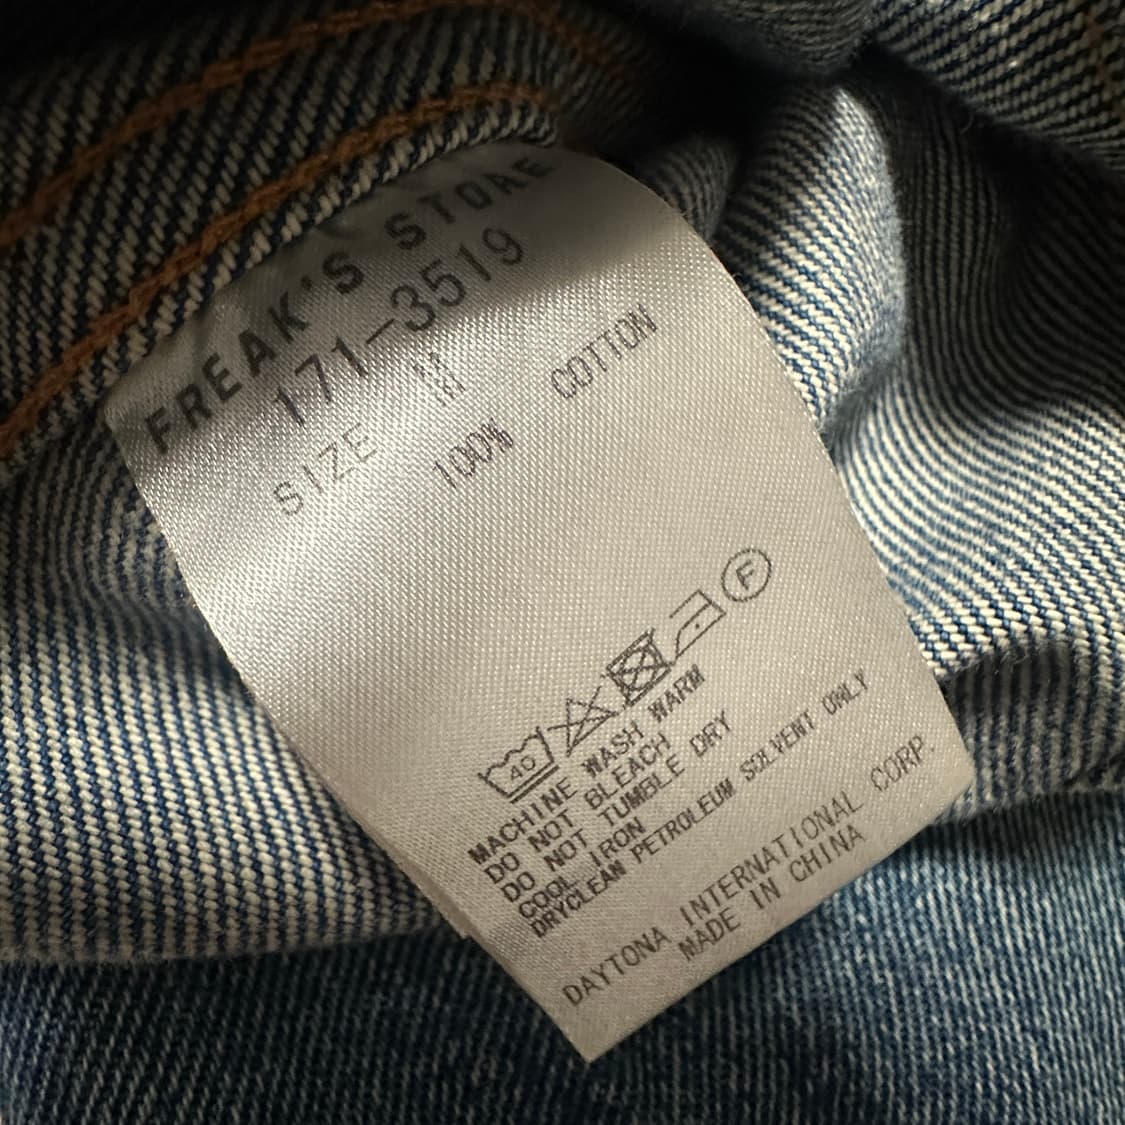 FREAK'S STORE
171-3519
SIZE M
100% COTTON
40 F
MACHINE WASH WARM
DO NOT BLEACH
DO NOT TUMBLE DRY
COOL IRON
DRYCLEAN PETROLEUM SOLVENT ONLY
DAYTONA INTERNATIONAL CORP.
MADE IN CHINA